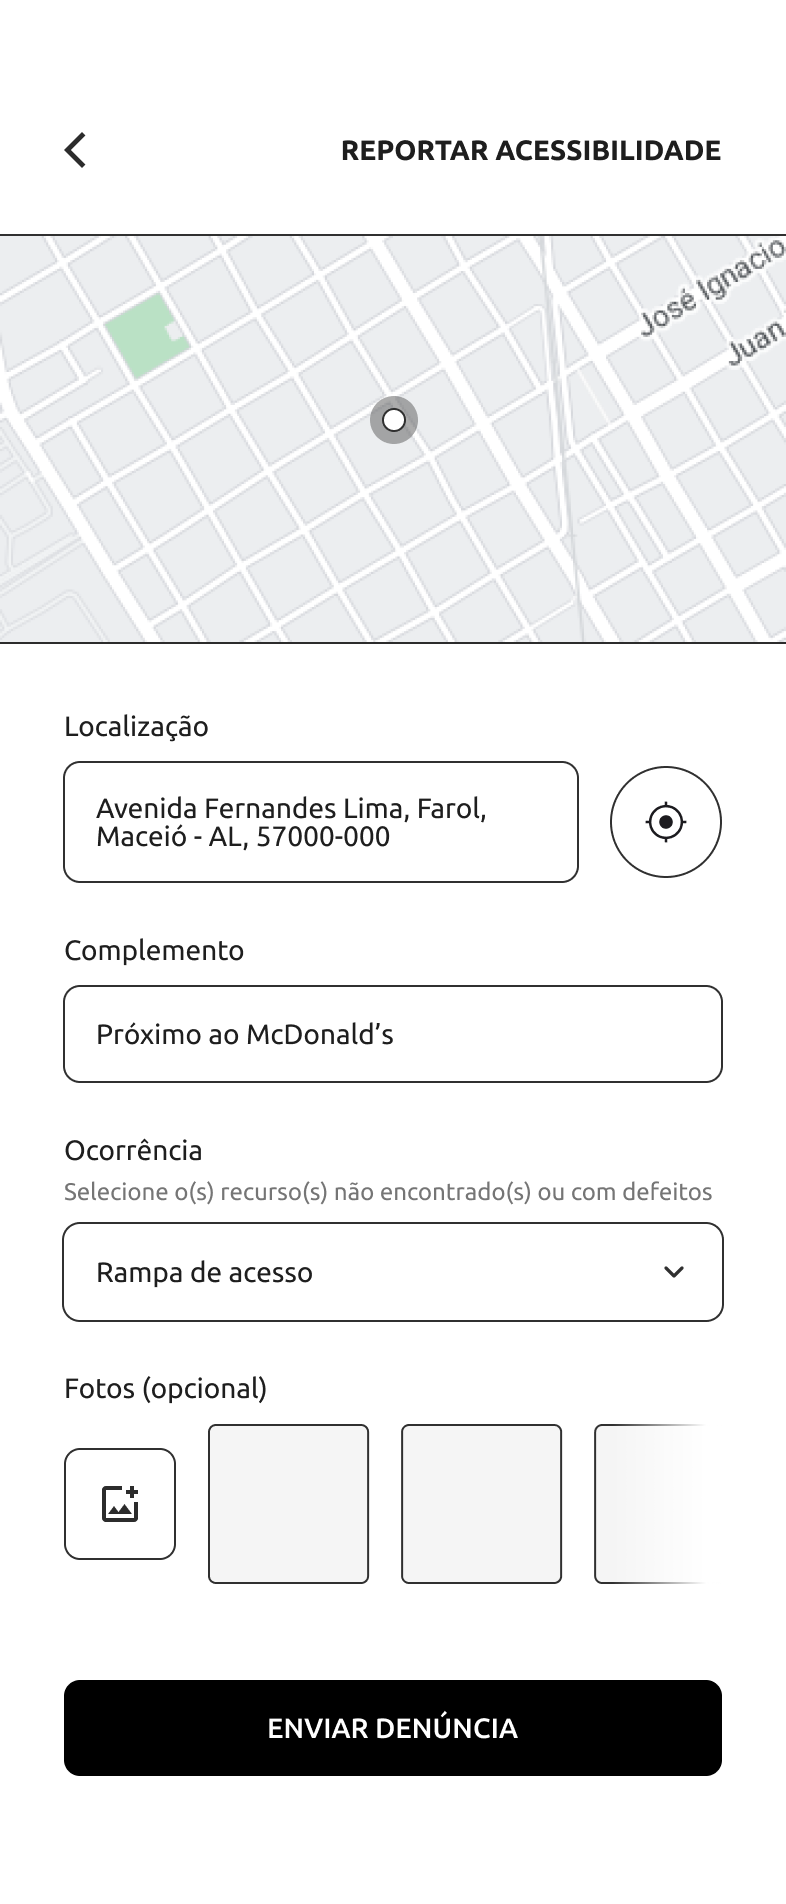 REPORTAR ACESSIBILIDADE
José Ignacio
Juan
Localização
Avenida Fernandes Lima, Farol,
Maceió - AL, 57000-000
Complemento
Próximo ao McDonald’s
Ocorrência
Selecione o(s) recurso(s) não encontrado(s) ou com defeitos
Rampa de acesso
Fotos (opcional)
ENVIAR DENÚNCIA